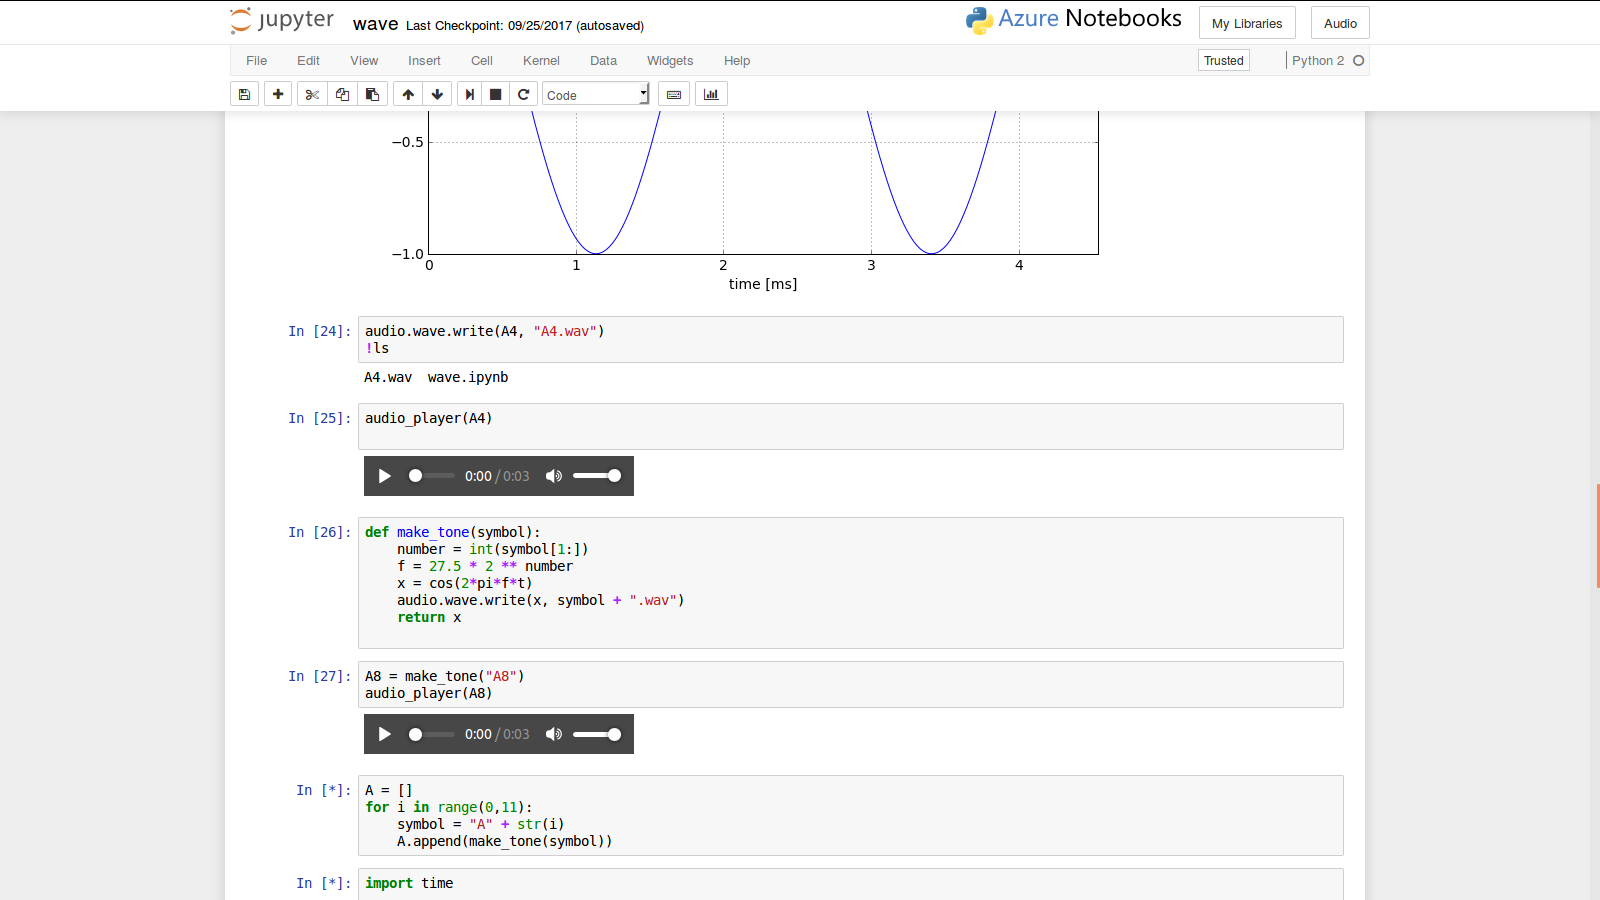 jupyter wave Last Checkpoint: 09/25/2017 (autosaved) Azure Notebooks My Libraries Audio
File Edit View Insert Cell Kernel Data Widgets Help Trusted Python 2
Code
−0.5
−1.0
0 1 2 3 4
time [ms]
In [24]: audio.wave.write(A4, "A4.wav")
!ls
A4.wav  wave.ipynb
In [25]: audio_player(A4)
0:00 / 0:03
In [26]: def make_tone(symbol):
    number = int(symbol[1:])
    f = 27.5 * 2 ** number
    x = cos(2*pi*f*t)
    audio.wave.write(x, symbol + ".wav")
    return x
In [27]: A8 = make_tone("A8")
audio_player(A8)
0:00 / 0:03
In [*]: A = []
for i in range(0,11):
    symbol = "A" + str(i)
    A.append(make_tone(symbol))
In [*]: import time